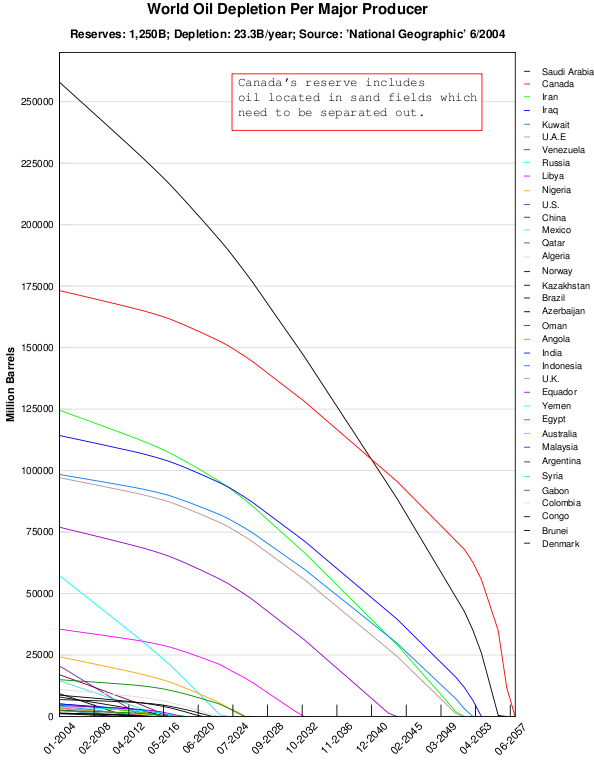 World Oil Depletion Per Major Producer
Reserves: 1,250B; Depletion: 23.3B/year; Source: 'National Geographic' 6/2004
Canada's reserve includes
oil located in sand fields which
need to be separated out.
Million Barrels
250000
225000
200000
175000
150000
125000
100000
75000
50000
25000
0
01-2004
02-2008
04-2012
05-2016
06-2020
07-2024
09-2028
10-2032
11-2036
12-2040
02-2045
03-2049
04-2053
06-2057
Saudi Arabia
Canada
Iran
Iraq
Kuwait
U.A.E
Venezuela
Russia
Libya
Nigeria
U.S.
China
Mexico
Qatar
Algeria
Norway
Kazakhstan
Brazil
Azerbaijan
Oman
Angola
India
Indonesia
U.K.
Equador
Yemen
Egypt
Australia
Malaysia
Argentina
Syria
Gabon
Colombia
Congo
Brunei
Denmark